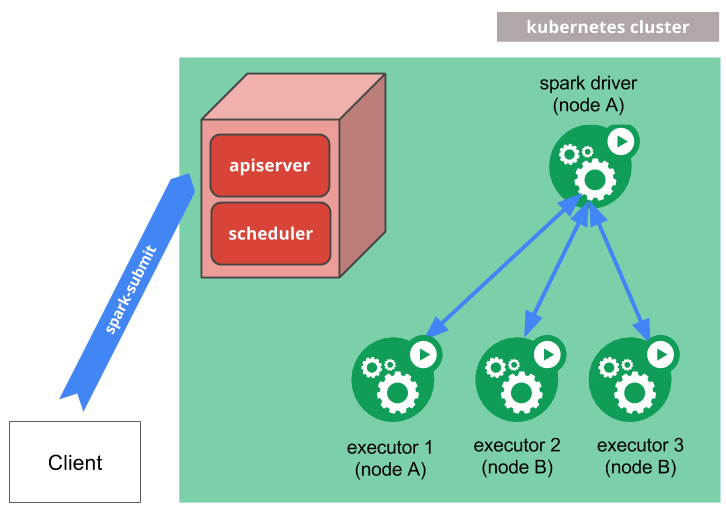 kubernetes cluster
spark driver
(node A)
apiserver
scheduler
spark-submit
executor 1
(node A)
executor 2
(node B)
executor 3
(node B)
Client